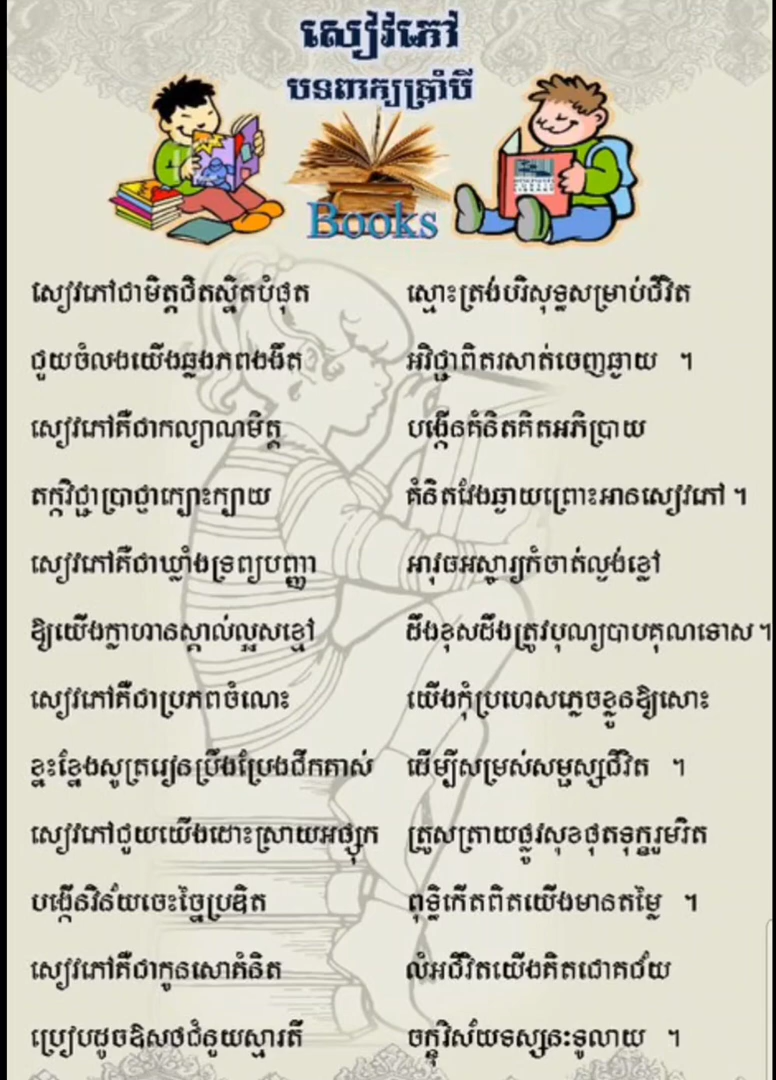 សៀវភៅ
បទពាក្យប្រាំបី
Books
សៀវភៅជាមិត្តជិតស្និតបំផុត ស្មោះត្រង់បរិសុទ្ធសម្រាប់ជីវិត
ជួយចំលងយើងឆ្លងភពងងឹត អវិជ្ជាពិតរសាត់ចេញឆ្ងាយ ។
សៀវភៅគឺជាកល្យាណមិត្ត បង្កើនគំនិតគិតអភិប្រាយ
តក្កវិជ្ជាប្រាជ្ញាក្បោះក្បាយ គំនិតវែងឆ្ងាយព្រោះអានសៀវភៅ ។
សៀវភៅគឺជាឃ្លាំងទ្រព្យបញ្ញា អាវុធអស្ចារ្យកំចាត់ល្ងង់ខ្លៅ
ឱ្យយើងក្លាហានស្គាល់ល្អសខ្មៅ ដឹងខុសដឹងត្រូវបុណ្យបាបគុណទោស ។
សៀវភៅគឺជាប្រភពចំណេះ យើងកុំប្រហេសភ្លេចខ្លួនឱ្យសោះ
ខ្នះខ្នែងសូត្ររៀនប្រឹងប្រែងដឹកគាស់ ដើម្បីសម្រស់សម្ផស្សជីវិត ។
សៀវភៅជួយយើងដោះស្រាយអផ្សុក ត្រួសត្រាយផ្លូវសុខផុតទុក្ខរួមរិត
បង្កើនវិន័យចេះច្នៃប្រឌិត ពុទ្ធិកើតពិតយើងមានតម្លៃ ។
សៀវភៅគឺជាកូនសោគំនិត លំអជីវិតយើងគិតជោគជ័យ
ប្រៀបដូចឱសថជំនួយស្មារតី ចក្ខុវិស័យទស្សនៈទូលាយ ។